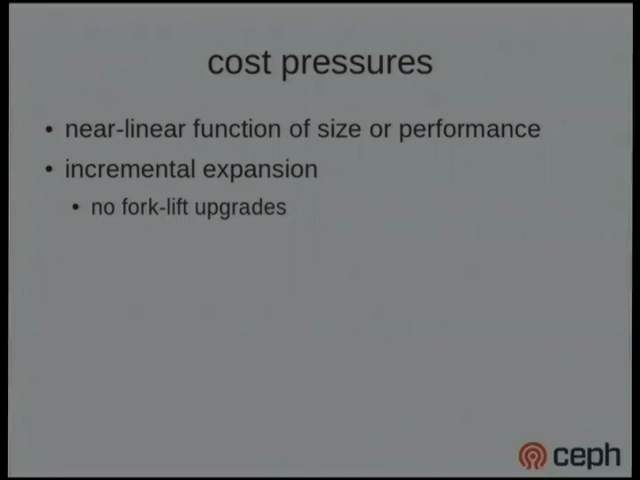 cost pressures
• near-linear function of size or performance
• incremental expansion
• no fork-lift upgrades
ceph